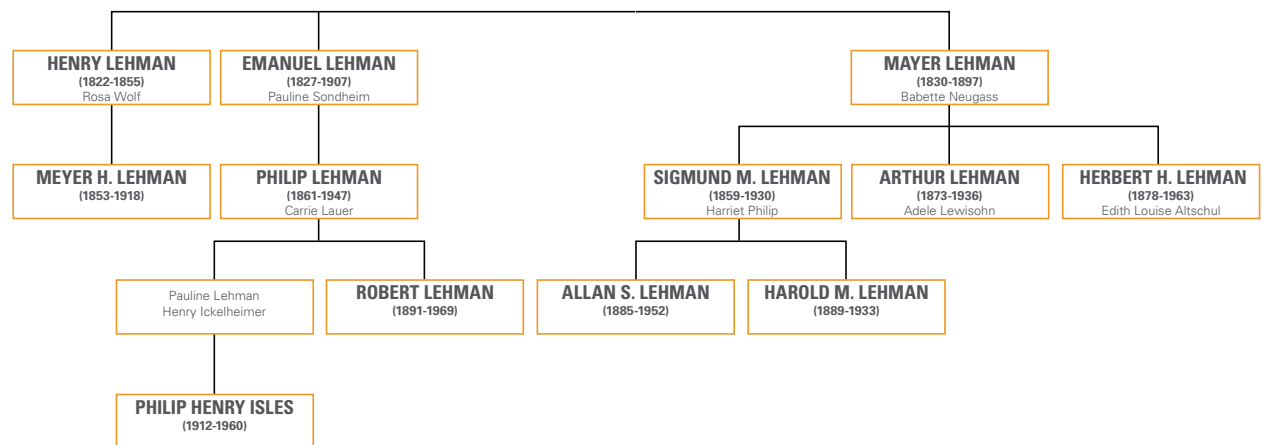 HENRY LEHMAN
(1822-1855)
Rosa Wolf
EMANUEL LEHMAN
(1827-1907)
Pauline Sondheim
MAYER LEHMAN
(1830-1897)
Babette Neugass
MEYER H. LEHMAN
(1853-1918)
PHILIP LEHMAN
(1861-1947)
Carrie Lauer
SIGMUND M. LEHMAN
(1859-1930)
Harriet Philip
ARTHUR LEHMAN
(1873-1936)
Adele Lewisohn
HERBERT H. LEHMAN
(1878-1963)
Edith Louise Altschul
Pauline Lehman
Henry Ickelheimer
ROBERT LEHMAN
(1891-1969)
ALLAN S. LEHMAN
(1885-1952)
HAROLD M. LEHMAN
(1889-1933)
PHILIP HENRY ISLES
(1912-1960)